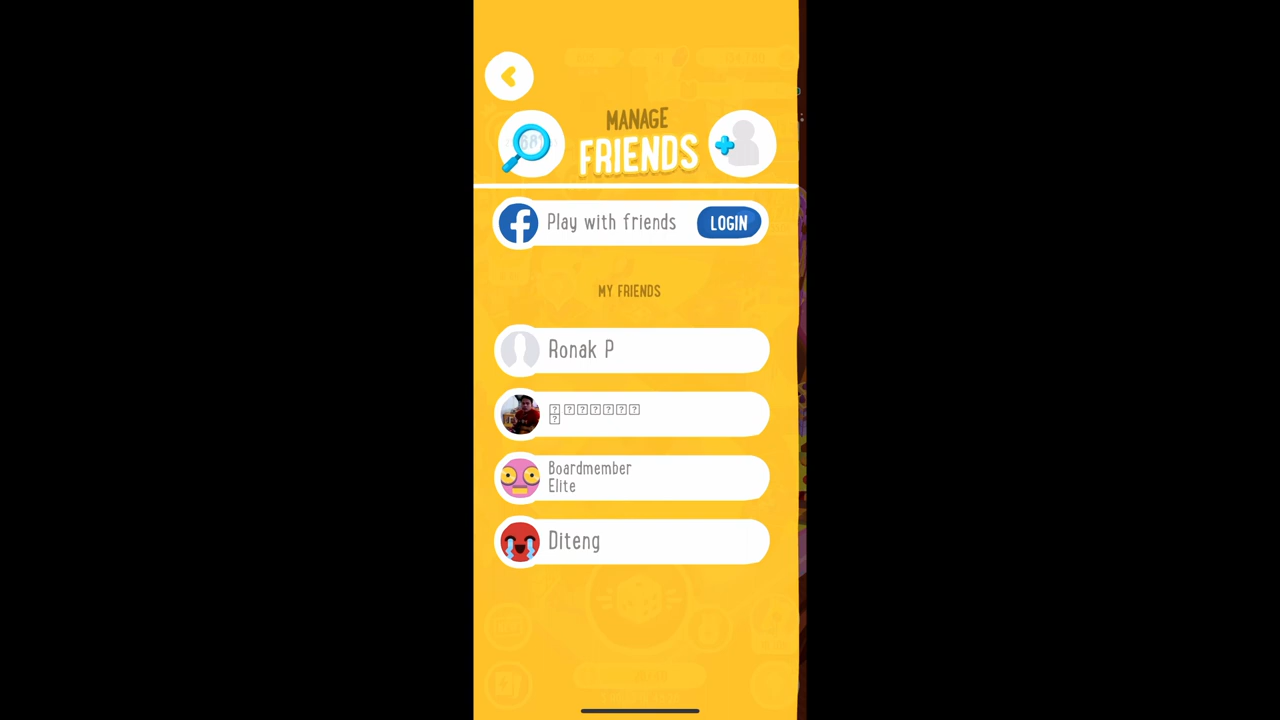 MANAGE
FRIENDS
Play with friends
LOGIN
MY FRIENDS
Ronak P
Boardmember
Elite
Diteng